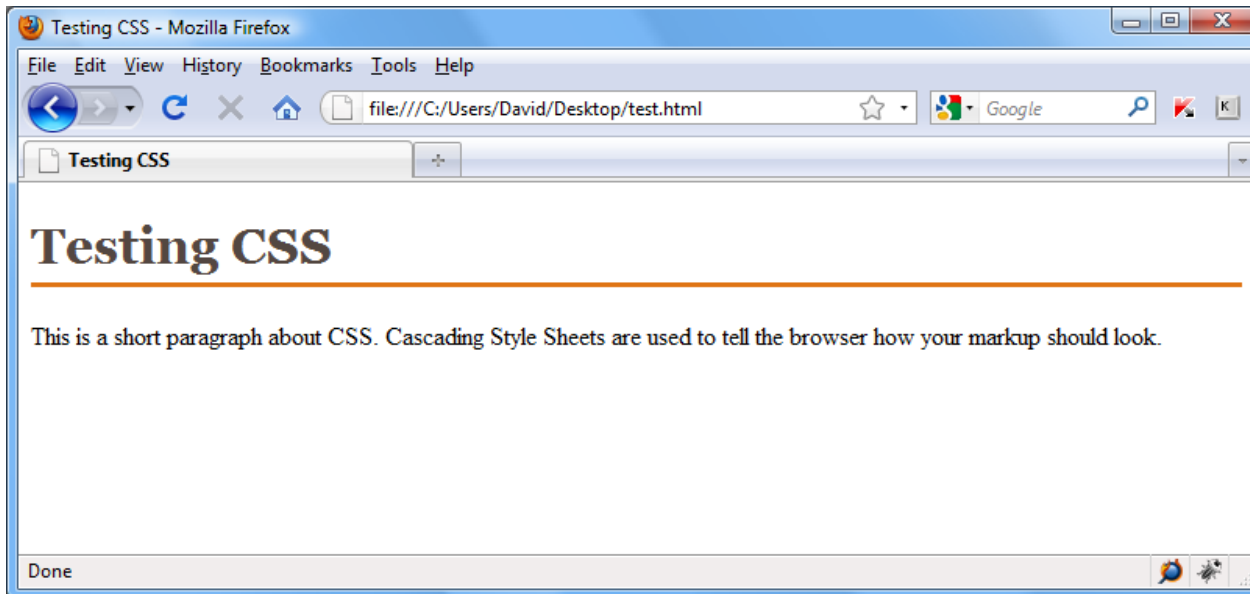 Testing CSS - Mozilla Firefox
File Edit View History Bookmarks Tools Help
file:///C:/Users/David/Desktop/test.html Google K
Testing CSS
Testing CSS
This is a short paragraph about CSS. Cascading Style Sheets are used to tell the browser how your markup should look.
Done